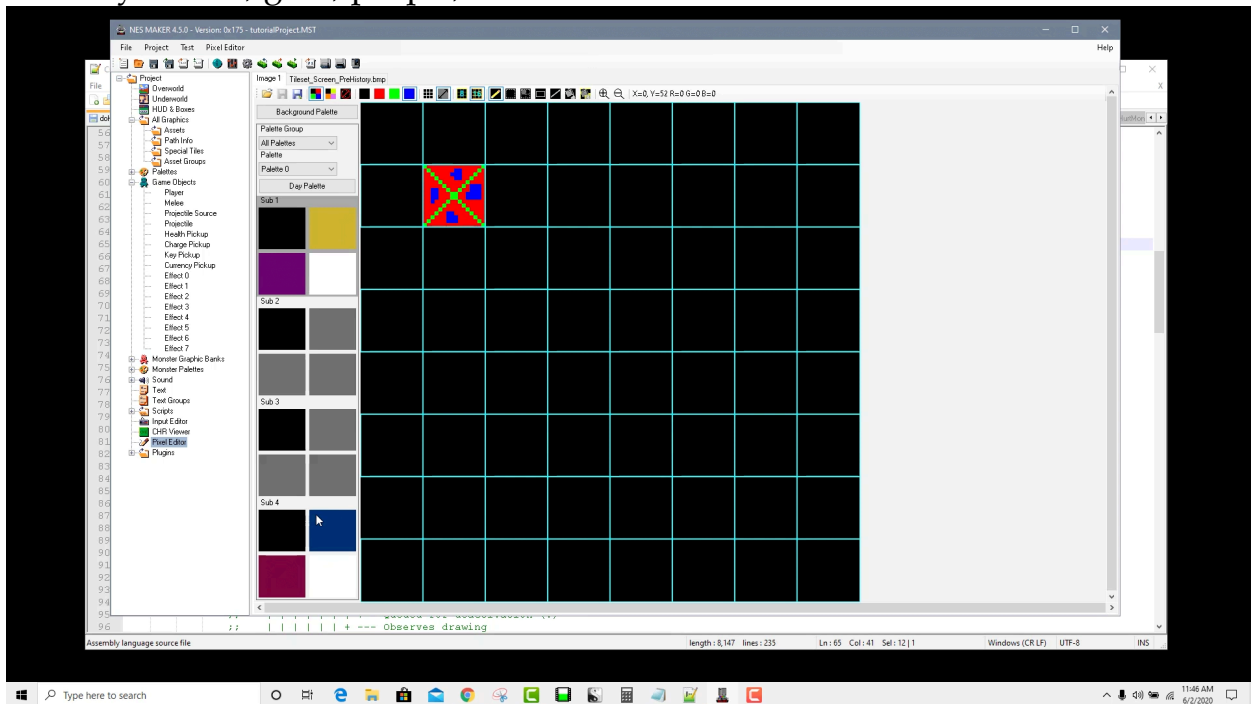 NES MAKER 4.5.0 - Version: 0x175 - tutorialProject.MST
File Project Test Pixel Editor
Help
Project
Overworld
Underworld
HUD & Boxes
All Graphics
Assets
Path Info
Special Tiles
Asset Groups
Palettes
Game Objects
Player
Melee
Projectile Source
Projectile
Health Pickup
Charge Pickup
Key Pickup
Currency Pickup
Effect 0
Effect 1
Effect 2
Effect 3
Effect 4
Effect 5
Effect 6
Effect 7
Monster Graphic Banks
Monster Palettes
Sound
Text
Text Groups
Scripts
Input Editor
CHR Viewer
Pixel Editor
Plugins
Image 1 Tileset_Screen_PreHistory.bmp
X=0, Y=52 R=0 G=0 B=0
Background Palette
Palette Group
All Palettes
Palette
Palette 0
Day Palette
Sub 1
Sub 2
Sub 3
Sub 4
File
56
57
58
59
60
61
62
63
64
65
66
67
68
69
70
71
72
73
74
75
76
77
78
79
80
81
82
83
84
85
86
87
88
89
90
91
92
93
94
95
96 ;; | | | | | | + --- Observes drawing
Assembly language source file length : 8,147 lines : 235 Ln : 65 Col : 41 Sel : 12 | 1 Windows (CR LF) UTF-8 INS
Type here to search
11:46 AM
6/2/2020